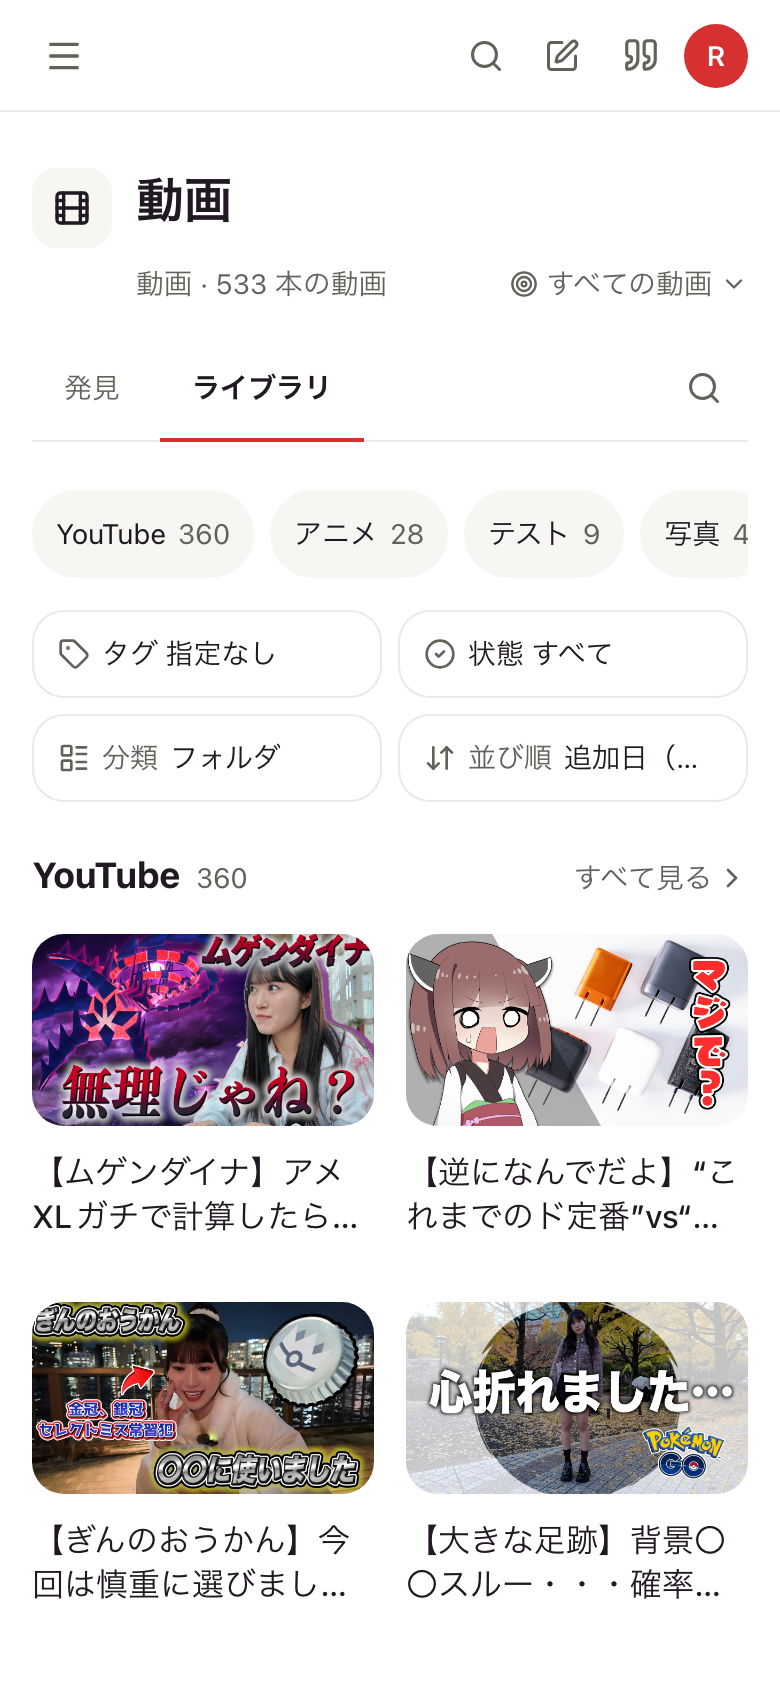 R
動画
動画 · 533 本の動画
すべての動画
発見
ライブラリ
YouTube 360
アニメ 28
テスト 9
写真 4
タグ 指定なし
状態 すべて
分類 フォルダ
並び順 追加日（...
YouTube 360
すべて見る
ムゲンダイナ
無理じゃね？
マジで？
【ムゲンダイナ】アメ
XLガチで計算したら...
【逆になんでだよ】“こ
れまでのド定番”vs“...
ぎんのおうかん
金冠、銀冠
セレクトミス常習犯
〇〇に使いました
心折れました…
POKéMON
GO
【ぎんのおうかん】今
回は慎重に選びまし...
【大きな足跡】背景〇
〇スルー・・・確率...